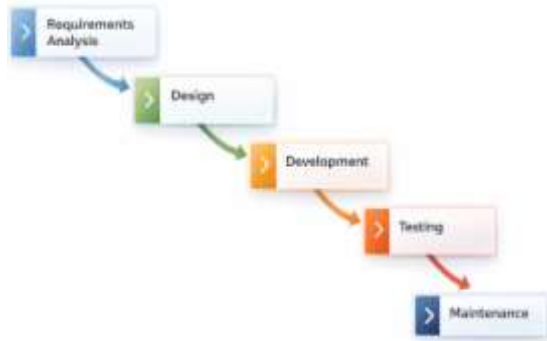 Requirements
Analysis
Design
Development
Testing
Maintenance